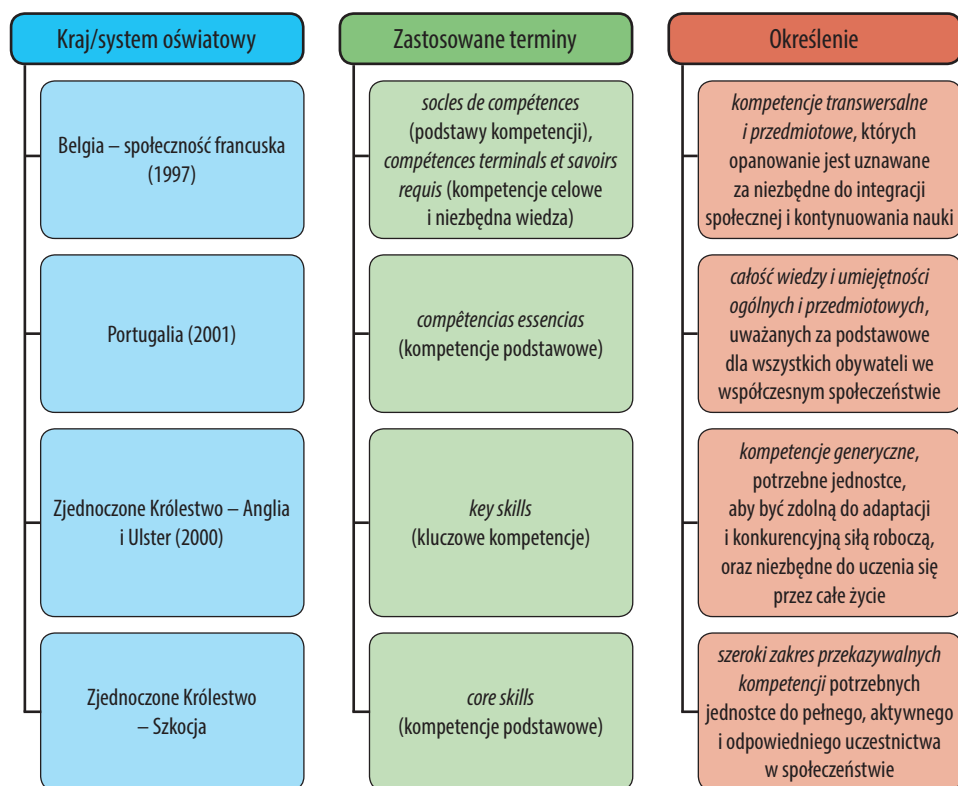 Kraj/system oświatowy
Zastosowane terminy
Określenie
Belgia – społeczność francuska
(1997)
socles de compétences
(podstawy kompetencji),
compétences terminals et savoirs
requis (kompetencje celowe
i niezbędna wiedza)
kompetencje transwersalne
i przedmiotowe, których
opanowanie jest uznawane
za niezbędne do integracji
społecznej i kontynuowania nauki
Portugalia (2001)
compêtencias essencias
(kompetencje podstawowe)
całość wiedzy i umiejętności
ogólnych i przedmiotowych,
uważanych za podstawowe
dla wszystkich obywateli we
współczesnym społeczeństwie
Zjednoczone Królestwo – Anglia
i Ulster (2000)
key skills
(kluczowe kompetencje)
kompetencje generyczne,
potrzebne jednostce,
aby być zdolną do adaptacji
i konkurencyjną siłą roboczą,
oraz niezbędne do uczenia się
przez całe życie
Zjednoczone Królestwo
– Szkocja
core skills
(kompetencje podstawowe)
szeroki zakres przekazywalnych
kompetencji potrzebnych
jednostce do pełnego, aktywnego
i odpowiedniego uczestnictwa
w społeczeństwie